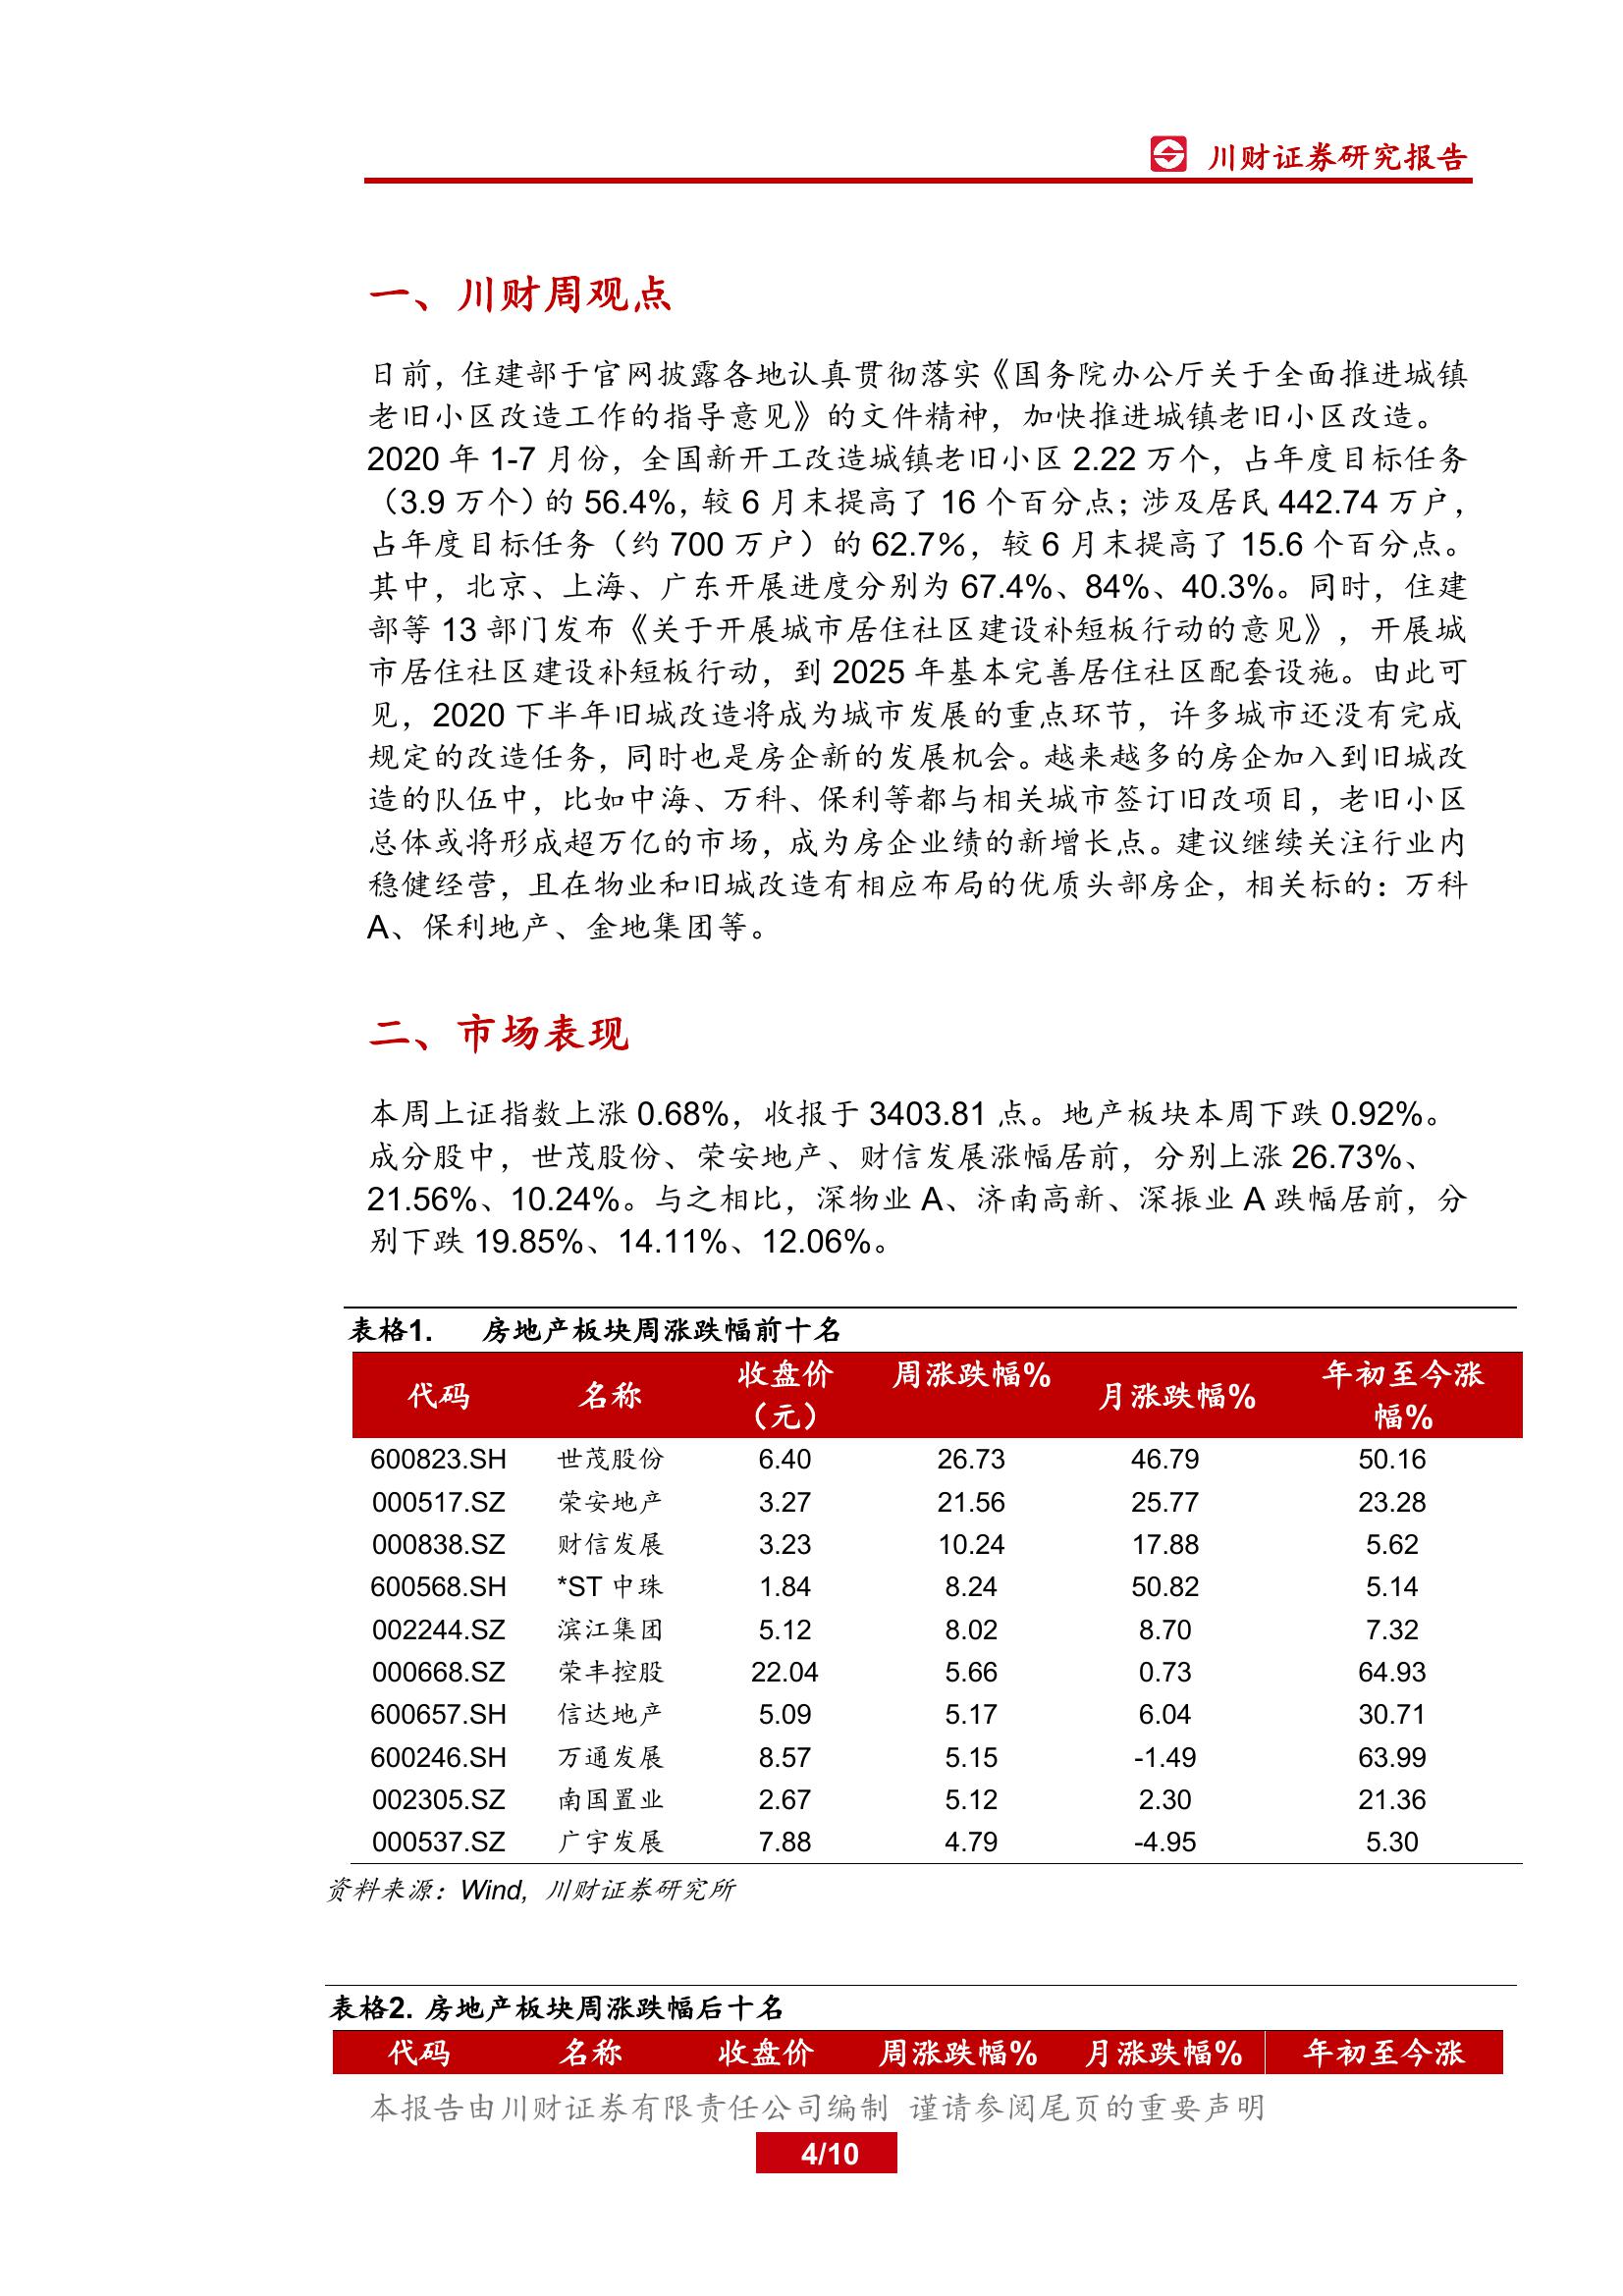 川财证券研究报告
一、川财周观点
日前，住建部于官网披露各地认真贯彻落实《国务院办公厅关于全面推进城镇
老旧小区改造工作的指导意见》的文件精神，加快推进城镇老旧小区改造。
2020 年 1-7 月份，全国新开工改造城镇老旧小区 2.22 万个，占年度目标任务
（3.9 万个）的 56.4%，较 6 月末提高了 16 个百分点；涉及居民 442.74 万户，
占年度目标任务（约 700 万户）的 62.7%，较 6 月末提高了 15.6 个百分点。
其中，北京、上海、广东开展进度分别为 67.4%、84%、40.3%。同时，住建
部等 13 部门发布《关于开展城市居住社区建设补短板行动的意见》，开展城
市居住社区建设补短板行动，到 2025 年基本完善居住社区配套设施。由此可
见，2020 下半年旧城改造将成为城市发展的重点环节，许多城市还没有完成
规定的改造任务，同时也是房企新的发展机会。越来越多的房企加入到旧城改
造的队伍中，比如中海、万科、保利等都与相关城市签订旧改项目，老旧小区
总体或将形成超万亿的市场，成为房企业绩的新增长点。建议继续关注行业内
稳健经营，且在物业和旧城改造有相应布局的优质头部房企，相关标的：万科
A、保利地产、金地集团等。
二、市场表现
本周上证指数上涨 0.68%，收报于 3403.81 点。地产板块本周下跌 0.92%。
成分股中，世茂股份、荣安地产、财信发展涨幅居前，分别上涨 26.73%、
21.56%、10.24%。与之相比，深物业 A、济南高新、深振业 A 跌幅居前，分
别下跌 19.85%、14.11%、12.06%。
表格1. 房地产板块周涨跌幅前十名
代码 名称 收盘价（元） 周涨跌幅% 月涨跌幅% 年初至今涨幅%
600823.SH 世茂股份 6.40 26.73 46.79 50.16
000517.SZ 荣安地产 3.27 21.56 25.77 23.28
000838.SZ 财信发展 3.23 10.24 17.88 5.62
600568.SH *ST 中珠 1.84 8.24 50.82 5.14
002244.SZ 滨江集团 5.12 8.02 8.70 7.32
000668.SZ 荣丰控股 22.04 5.66 0.73 64.93
600657.SH 信达地产 5.09 5.17 6.04 30.71
600246.SH 万通发展 8.57 5.15 -1.49 63.99
002305.SZ 南国置业 2.67 5.12 2.30 21.36
000537.SZ 广宇发展 7.88 4.79 -4.95 5.30
资料来源：Wind, 川财证券研究所
表格2. 房地产板块周涨跌幅后十名
代码 名称 收盘价 周涨跌幅% 月涨跌幅% 年初至今涨
本报告由川财证券有限责任公司编制 谨请参阅尾页的重要声明
4/10